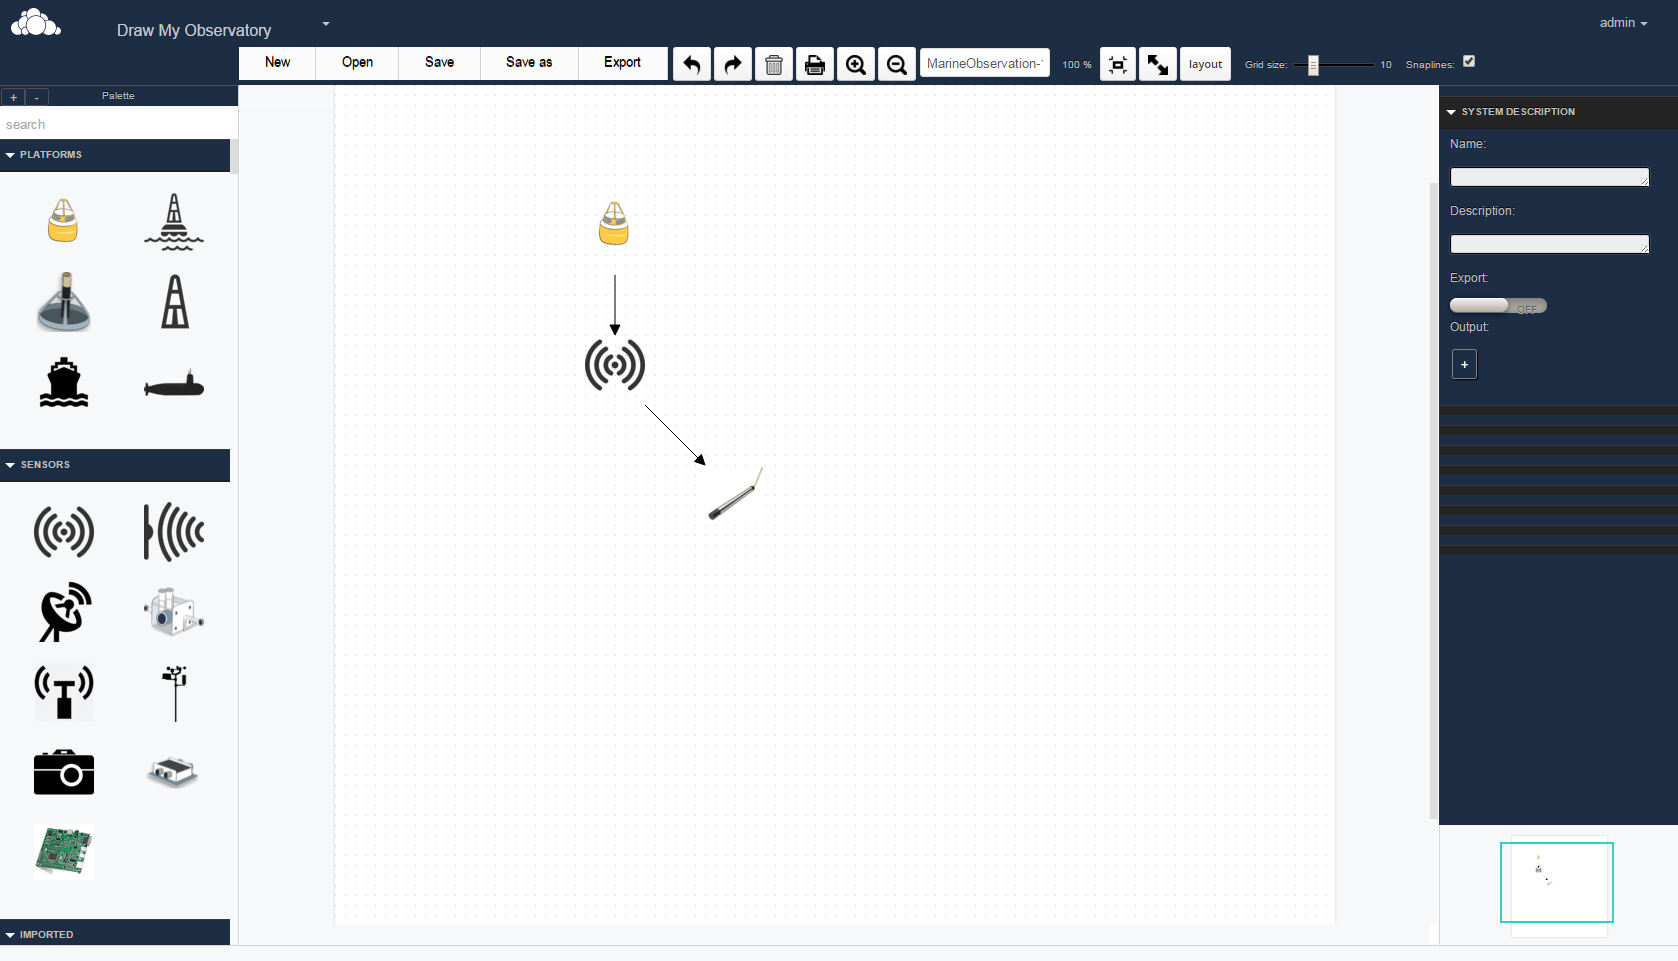 Draw My Observatory
admin
New
Open
Save
Save as
Export
MarineObservation-1
100 %
layout
Grid size:
10
Snaplines:
+
-
Palette
search
PLATFORMS
SENSORS
IMPORTED
SYSTEM DESCRIPTION
Name:
Description:
Export:
OFF
Output:
+